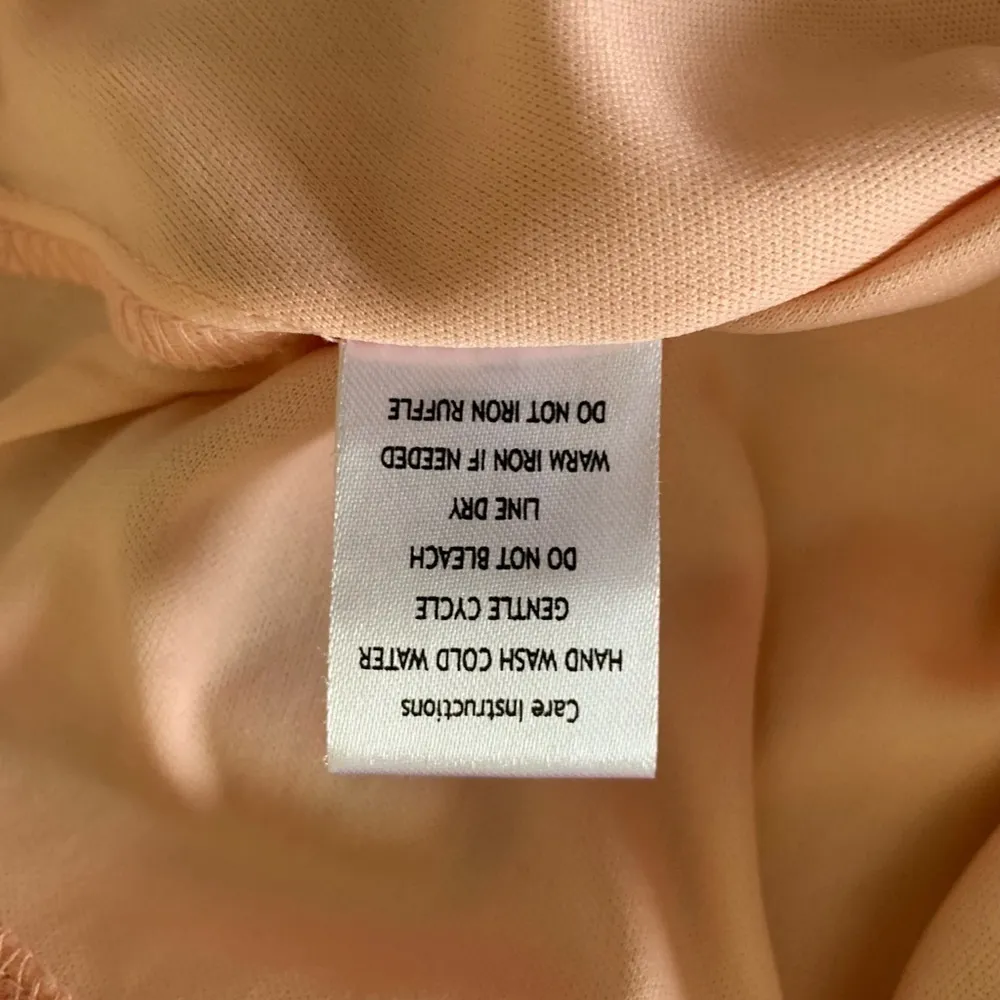 Care Instructions
HAND WASH COLD WATER
GENTLE CYCLE
DO NOT BLEACH
LINE DRY
WARM IRON IF NEEDED
DO NOT IRON RUFFLE